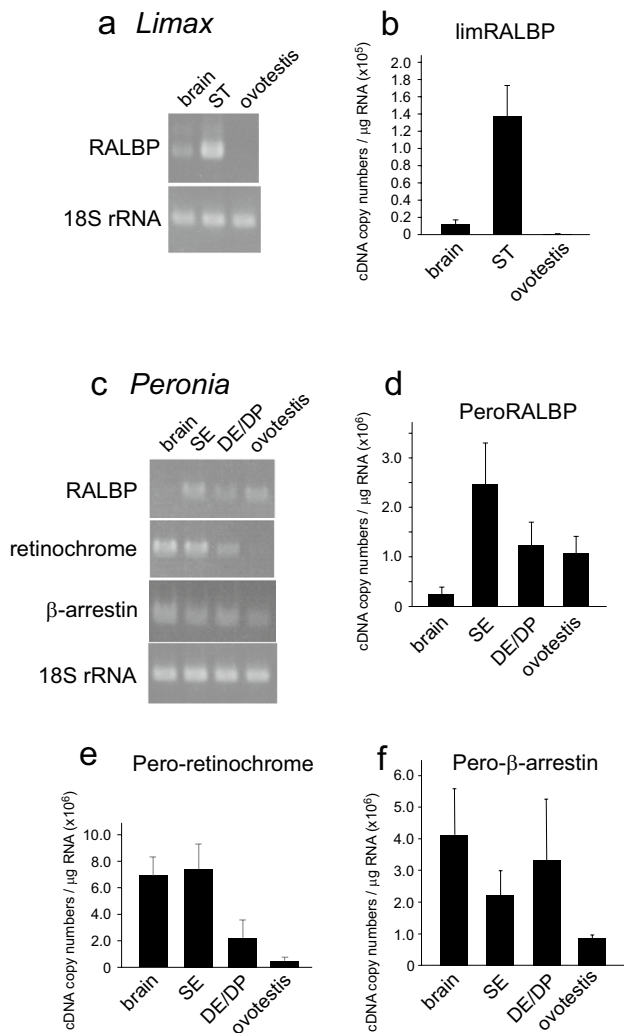 a Limax
brain ST ovotestis
RALBP
18S rRNA
b
limRALBP
cDNA copy numbers / μg RNA (x10⁵)
2.0
1.8
1.6
1.4
1.2
1.0
0.8
0.6
0.4
0.2
0
brain ST ovotestis
c Peronia
brain SE DE/DP ovotestis
RALBP
retinochrome
β-arrestin
18S rRNA
d
PeroRALBP
cDNA copy numbers / μg RNA (x10⁶)
3.0
2.0
1.0
0
brain SE DE/DP ovotestis
e
Pero-retinochrome
cDNA copy numbers / μg RNA (x10⁶)
10.0
8.0
6.0
4.0
2.0
0
brain SE DE/DP ovotestis
f
Pero-β-arrestin
cDNA copy numbers / μg RNA (x10⁶)
6.0
5.0
4.0
3.0
2.0
1.0
0
brain SE DE/DP ovotestis